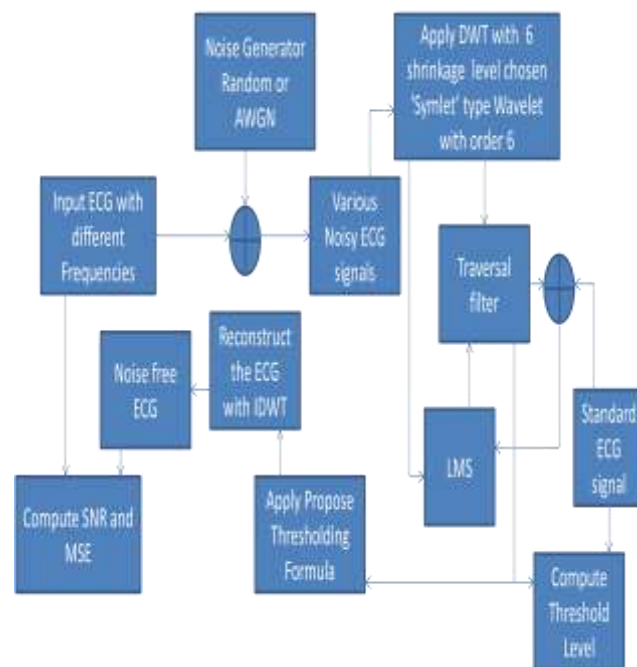 Noise Generator
Random or
AWGN
Apply DWT with 6
shrinkage level chosen
'Symlet' type Wavelet
with order 6
Input ECG with
different
Frequencies
Various
Noisy ECG
signals
Traversal
filter
Reconstruct
the ECG
with IDWT
Noise free
ECG
LMS
Standard
ECG
signal
Compute SNR and
MSE
Apply Propose
Thresholding
Formula
Compute
Threshold
Level